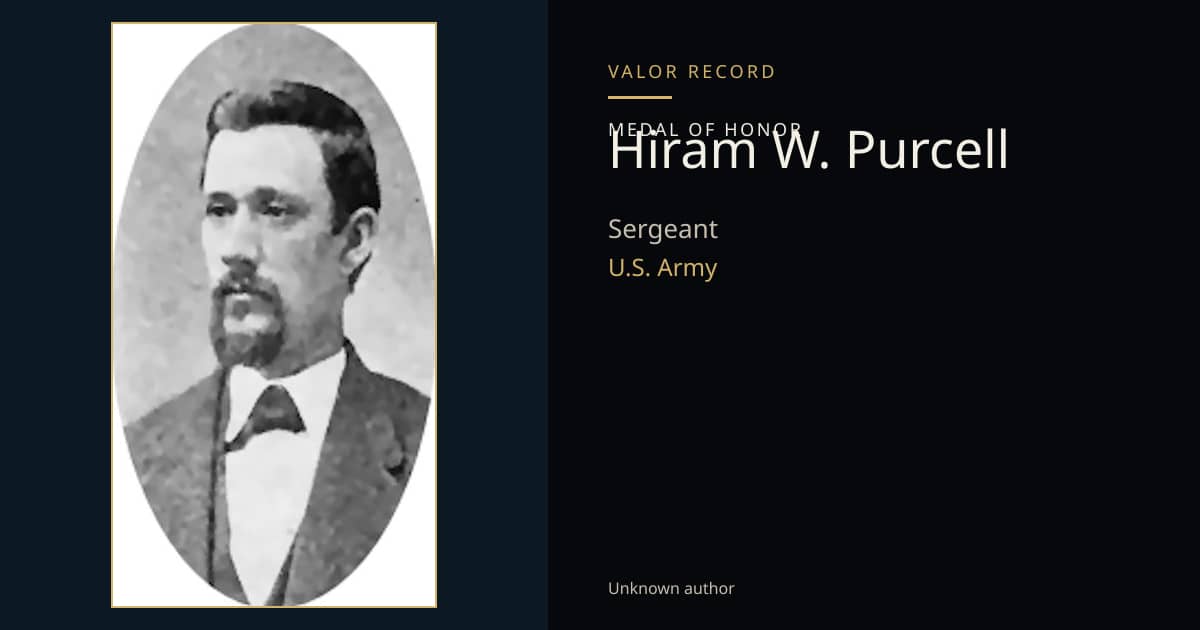 VALOR RECORD
MEDAL OF HONOR
Hiram W. Purcell
Sergeant
U.S. Army
Unknown author